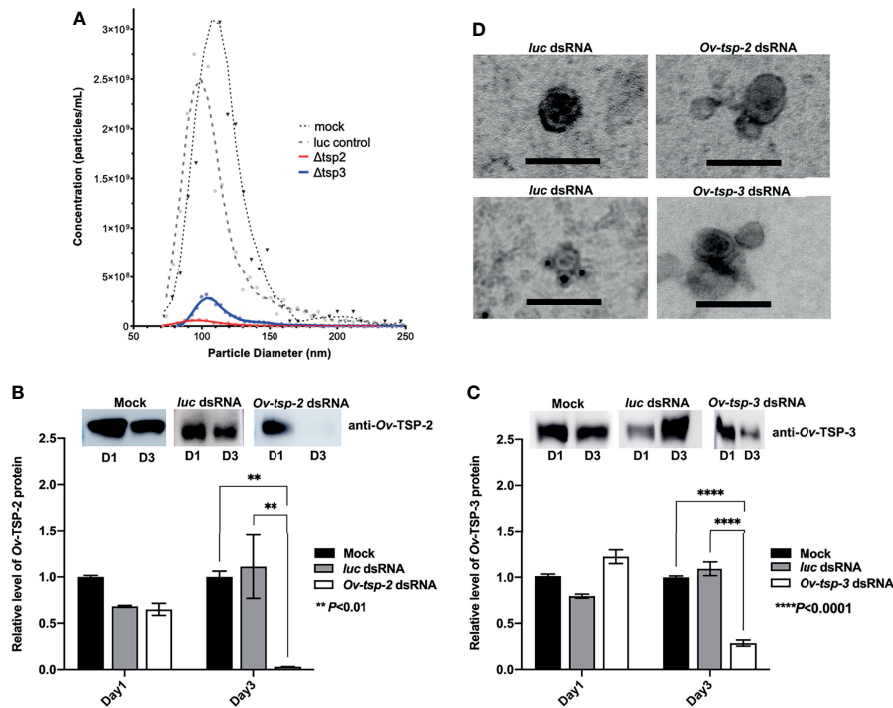 A
3×10⁹
2.5×10⁹
2×10⁹
1.5×10⁹
1×10⁹
5×10⁸
0
50
100
150
200
250
Concentration (particles/mL)
Particle Diameter (nm)
mock
luc control
Δtsp2
Δtsp3
D
luc dsRNA
Ov-tsp-2 dsRNA
luc dsRNA
Ov-tsp-3 dsRNA
B
Mock
luc dsRNA
Ov-tsp-2 dsRNA
anti-Ov-TSP-2
D1
D3
D1
D3
D1
D3
2.5
2.0
1.5
1.0
0.5
0.0
Relative level of Ov-TSP-2 protein
**
**
Mock
luc dsRNA
Ov-tsp-2 dsRNA
** P<0.01
Day1
Day3
C
Mock
luc dsRNA
Ov-tsp-3 dsRNA
anti-Ov-TSP-3
D1
D3
D1
D3
D1
D3
2.5
2.0
1.5
1.0
0.5
0.0
Relative level of Ov-TSP-3 protein
****
****
Mock
luc dsRNA
Ov-tsp-3 dsRNA
****P<0.0001
Day1
Day3